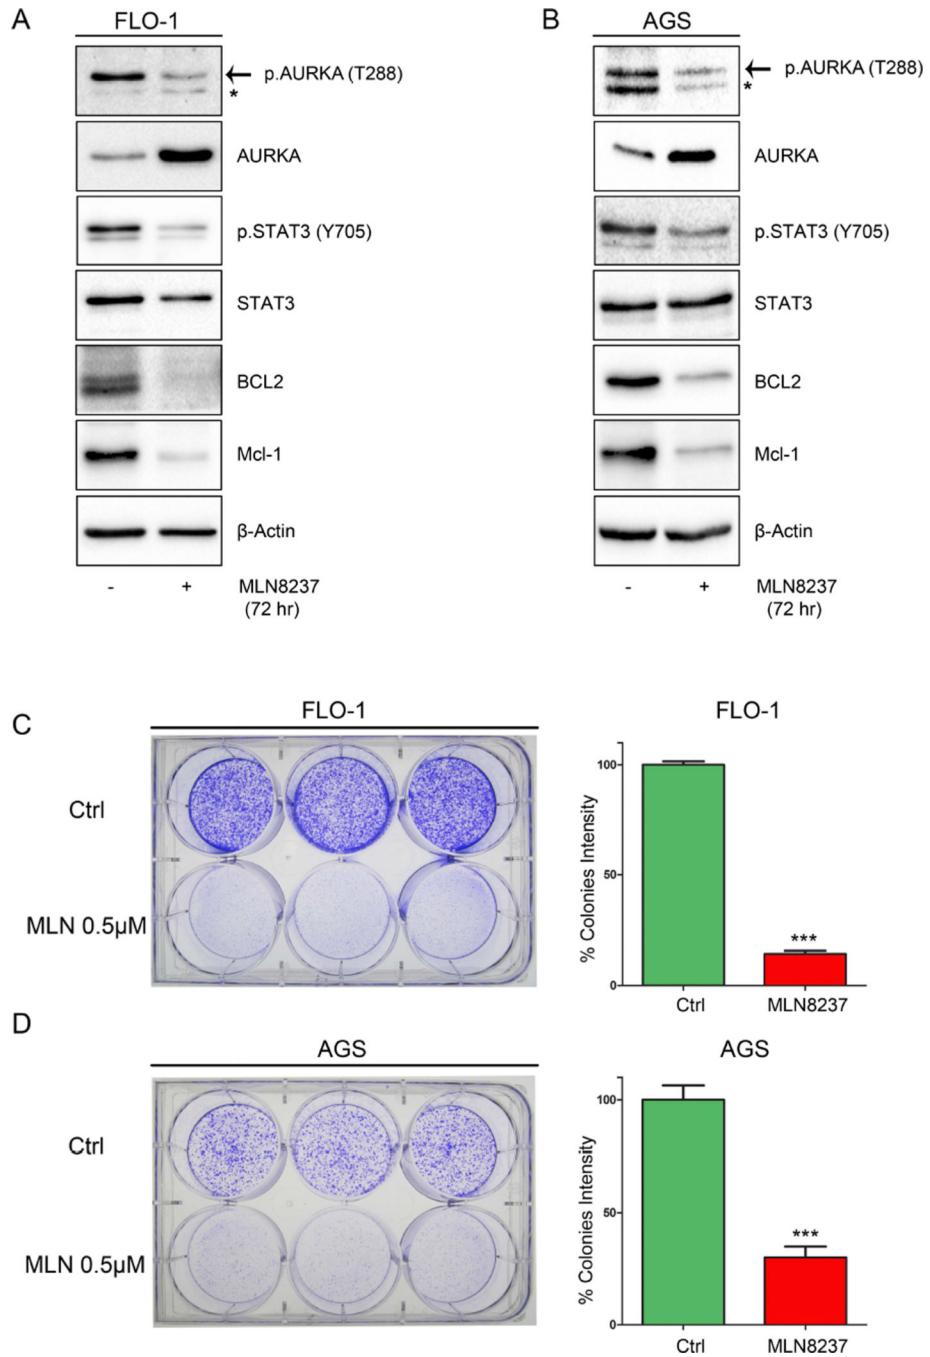 A
FLO-1
p.AURKA (T288)
*
AURKA
p.STAT3 (Y705)
STAT3
BCL2
Mcl-1
β-Actin
- + MLN8237
(72 hr)
B
AGS
p.AURKA (T288)
*
AURKA
p.STAT3 (Y705)
STAT3
BCL2
Mcl-1
β-Actin
- + MLN8237
(72 hr)
C
FLO-1
Ctrl
MLN 0.5μM
FLO-1
% Colonies Intensity
100
50
0
***
Ctrl MLN8237
D
AGS
Ctrl
MLN 0.5μM
AGS
% Colonies Intensity
100
50
0
***
Ctrl MLN8237